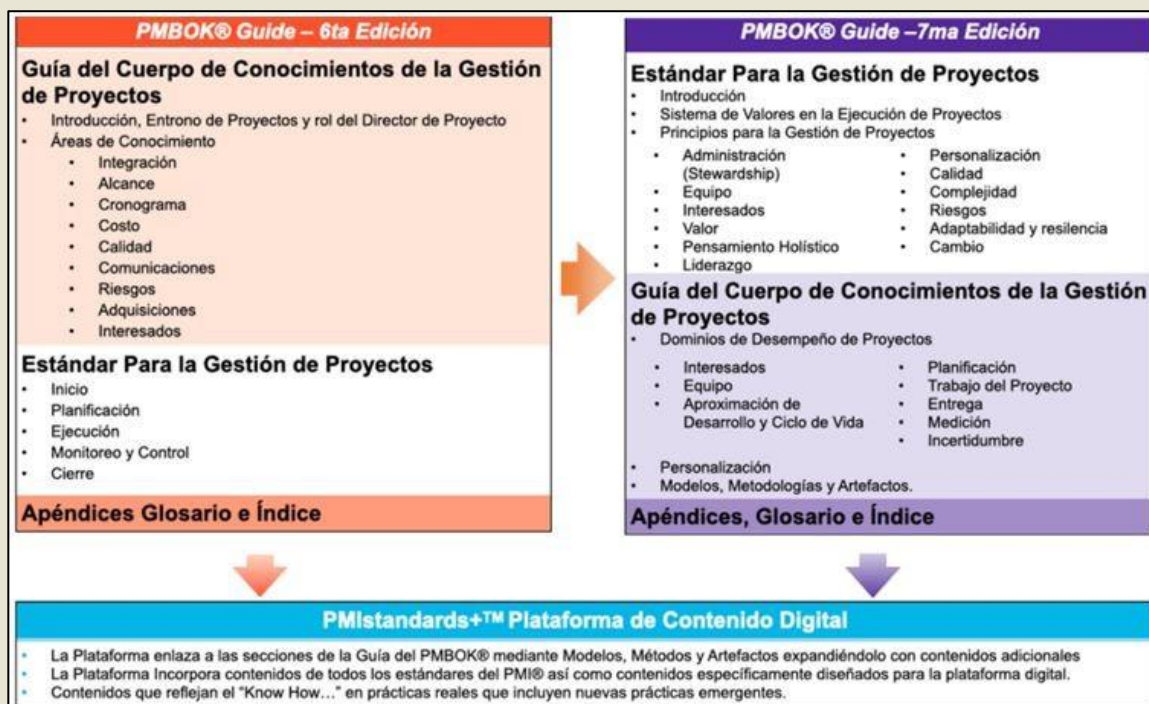 PMBOK® Guide – 6ta Edición
Guía del Cuerpo de Conocimientos de la Gestión
de Proyectos
• Introducción, Entrono de Proyectos y rol del Director de Proyecto
• Áreas de Conocimiento
• Integración
• Alcance
• Cronograma
• Costo
• Calidad
• Comunicaciones
• Riesgos
• Adquisiciones
• Interesados
Estándar Para la Gestión de Proyectos
• Inicio
• Planificación
• Ejecución
• Monitoreo y Control
• Cierre
Apéndices Glosario e Índice
PMBOK® Guide –7ma Edición
Estándar Para la Gestión de Proyectos
• Introducción
• Sistema de Valores en la Ejecución de Proyectos
• Principios para la Gestión de Proyectos
• Administración
(Stewardship)
• Equipo
• Interesados
• Valor
• Pensamiento Holístico
• Liderazgo
• Personalización
• Calidad
• Complejidad
• Riesgos
• Adaptabilidad y resilencia
• Cambio
Guía del Cuerpo de Conocimientos de la Gestión
de Proyectos
• Dominios de Desempeño de Proyectos
• Interesados
• Equipo
• Aproximación de
Desarrollo y Ciclo de Vida
• Planificación
• Trabajo del Proyecto
• Entrega
• Medición
• Incertidumbre
• Personalización
• Modelos, Metodologías y Artefactos.
Apéndices, Glosario e Índice
PMIstandards+™ Plataforma de Contenido Digital
• La Plataforma enlaza a las secciones de la Guía del PMBOK® mediante Modelos, Métodos y Artefactos expandiéndolo con contenidos adicionales
• La Plataforma Incorpora contenidos de todos los estándares del PMI® así como contenidos específicamente diseñados para la plataforma digital.
• Contenidos que reflejan el “Know How…” en prácticas reales que incluyen nuevas prácticas emergentes.